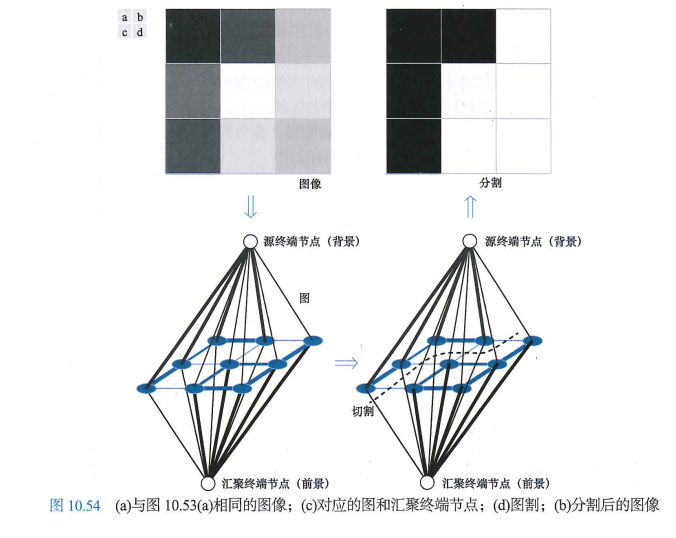 a b
c d
图像
分割
源终端节点（背景）
源终端节点（背景）
图
切割
汇聚终端节点（前景）
汇聚终端节点（前景）
图 10.54 (a)与图 10.53(a)相同的图像；(c)对应的图和汇聚终端节点；(d)图割；(b)分割后的图像